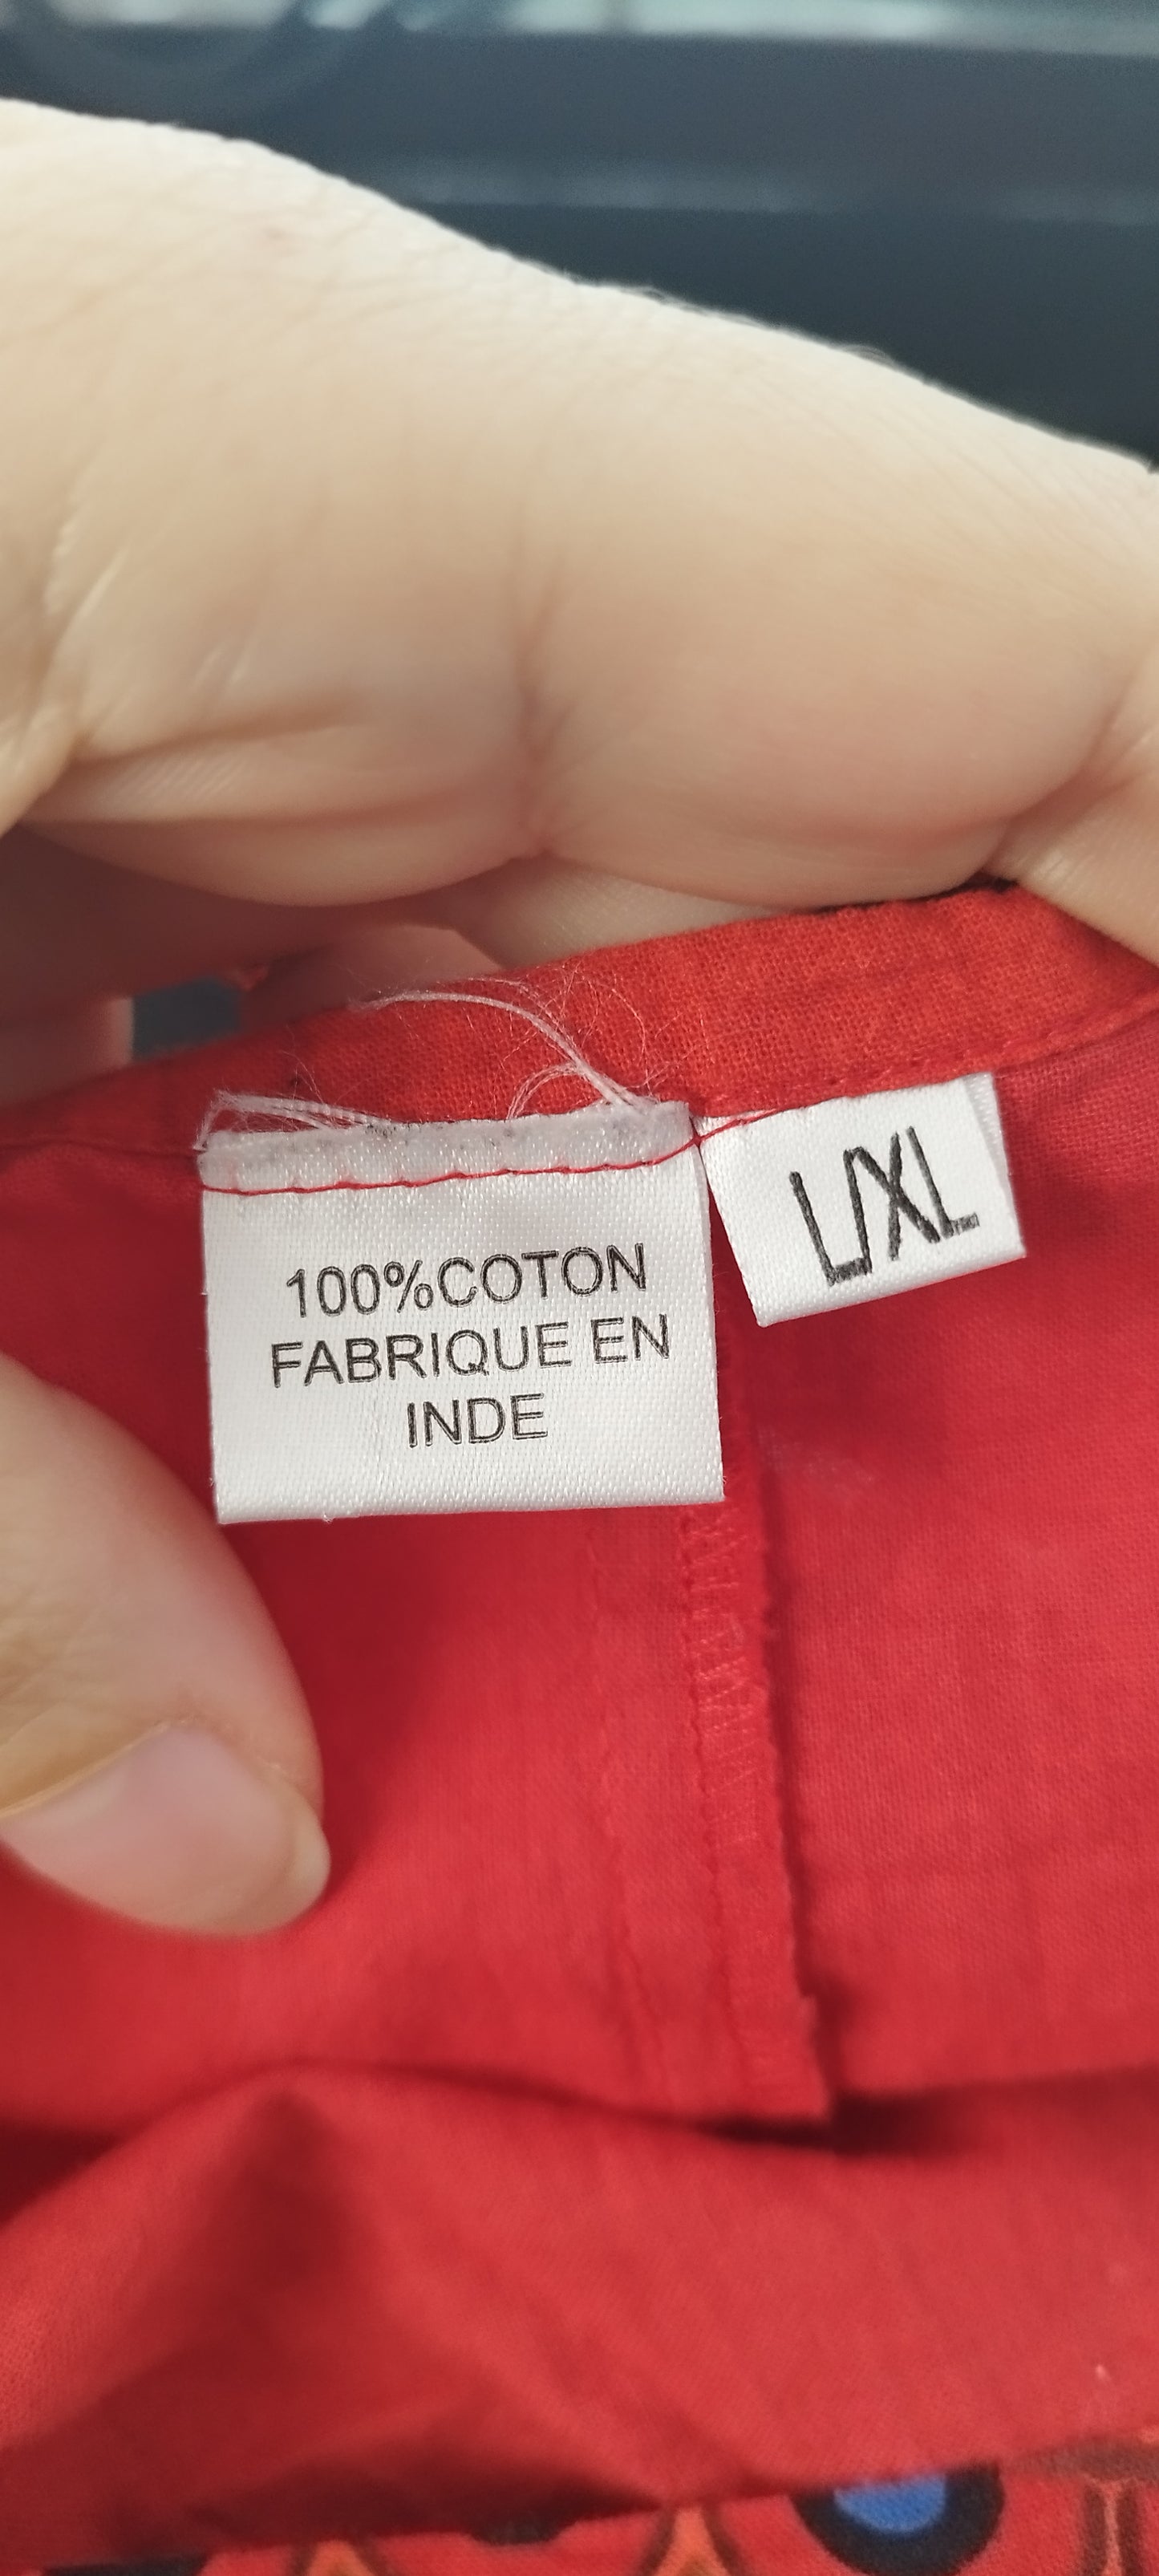 100%COTON
FABRIQUE EN
INDE
L/XL